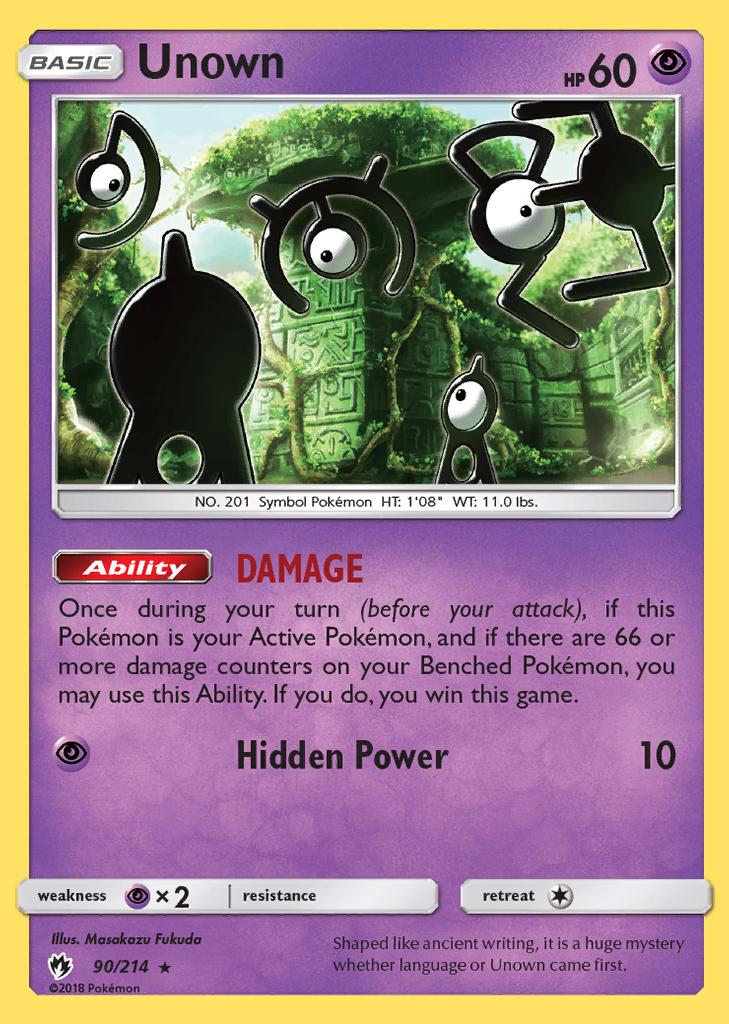 BASIC Unown HP 60
NO. 201 Symbol Pokémon HT: 1'08" WT: 11.0 lbs.
Ability DAMAGE
Once during your turn (before your attack), if this
Pokémon is your Active Pokémon, and if there are 66 or
more damage counters on your Benched Pokémon, you
may use this Ability. If you do, you win this game.
Hidden Power 10
weakness ×2 resistance retreat
Illus. Masakazu Fukuda
90/214 ★
©2018 Pokémon
Shaped like ancient writing, it is a huge mystery
whether language or Unown came first.